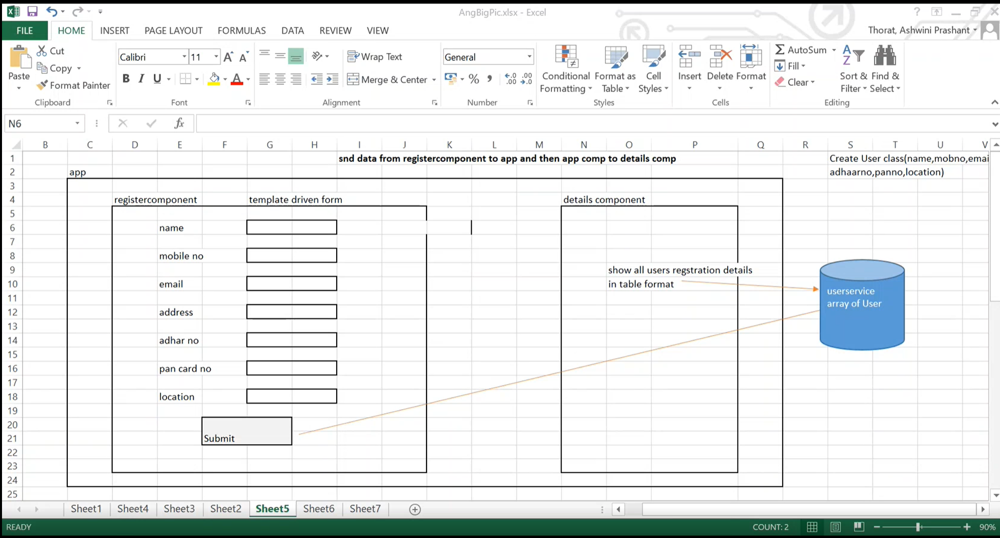 AngBigPic.xlsx - Excel
?
FILE
HOME
INSERT
PAGE LAYOUT
FORMULAS
DATA
REVIEW
VIEW
Thorat, Ashwini Prashant
Paste
Cut
Copy
Format Painter
Clipboard
Calibri
11
A A
B I U A
Font
Wrap Text
Merge & Center
Alignment
General
%
Number
Conditional Formatting
Format as Table
Cell Styles
Styles
Insert
Delete
Format
Cells
AutoSum
Fill
Clear
Sort & Filter
Find & Select
Editing
N6
fx
B C D E F G H I J K L M N O P Q R S T U V
1
snd data from registercomponent to app and then app comp to details comp
Create User class(name,mobno,emai
2
app
adhaarno,panno,location)
3
4
registercomponent
template driven form
details component
5
6
name
7
8
mobile no
9
show all users regstration details
10
email
in table format
userservice
11
array of User
12
address
13
14
adhar no
15
16
pan card no
17
18
location
19
20
21
Submit
22
23
24
25
Sheet1
Sheet4
Sheet3
Sheet2
Sheet5
Sheet6
Sheet7
READY
COUNT: 2
90%